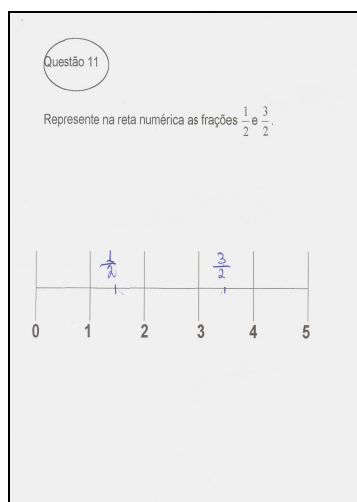 Questão 11
Represente na reta numérica as frações 1/2 e 3/2.
1/2 3/2
0 1 2 3 4 5